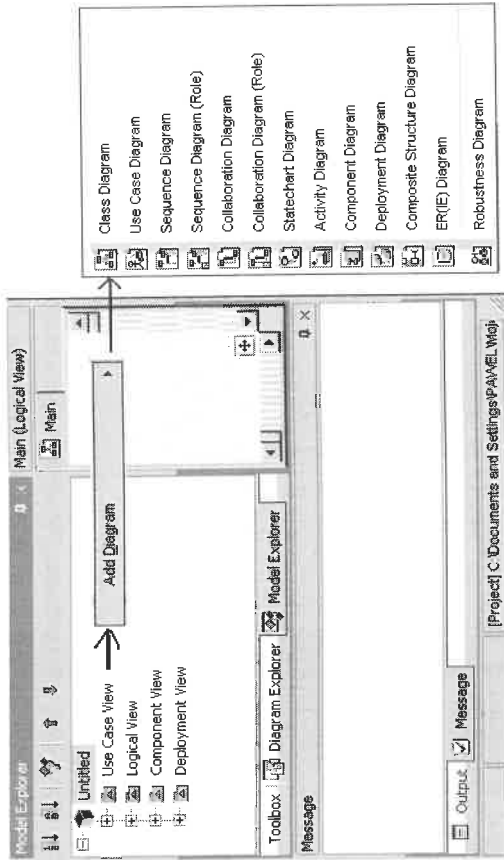 Model Explorer
Main (Logical View)
Main
Untitled
Use Case View
Logical View
Component View
Deployment View
Add Diagram
Class Diagram
Use Case Diagram
Sequence Diagram
Sequence Diagram (Role)
Collaboration Diagram
Collaboration Diagram (Role)
Statechart Diagram
Activity Diagram
Component Diagram
Deployment Diagram
Composite Structure Diagram
ER(IE) Diagram
Robustness Diagram
Toolbox
Diagram Explorer
Model Explorer
Message
Output
Message
[Project] C:\Documents and Settings\PAWEL\Moje